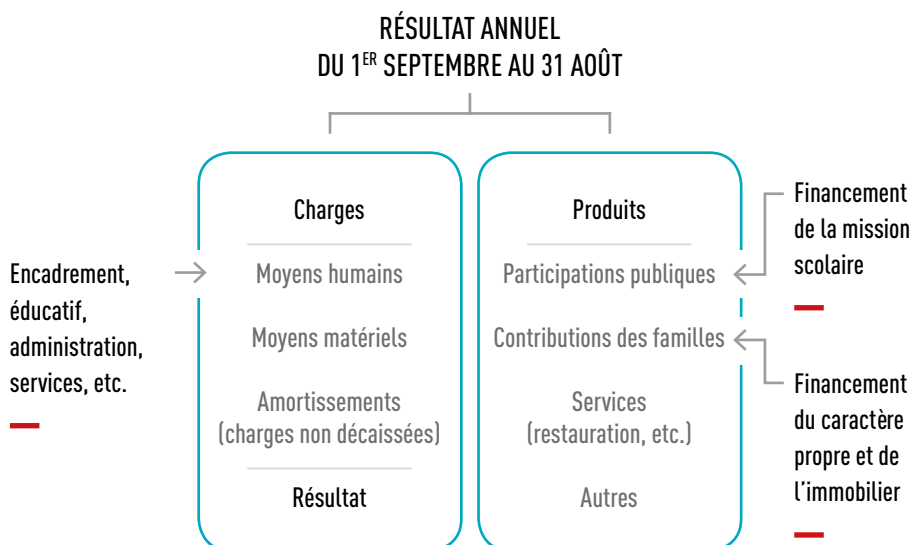 RÉSULTAT ANNUEL
DU 1ER SEPTEMBRE AU 31 AOÛT
Encadrement,
éducatif,
administration,
services, etc.
Charges
Moyens humains
Moyens matériels
Amortissements
(charges non décaissées)
Résultat
Produits
Participations publiques
Contributions des familles
Services
(restauration, etc.)
Autres
Financement
de la mission
scolaire
Financement
du caractère
propre et de
l'immobilier